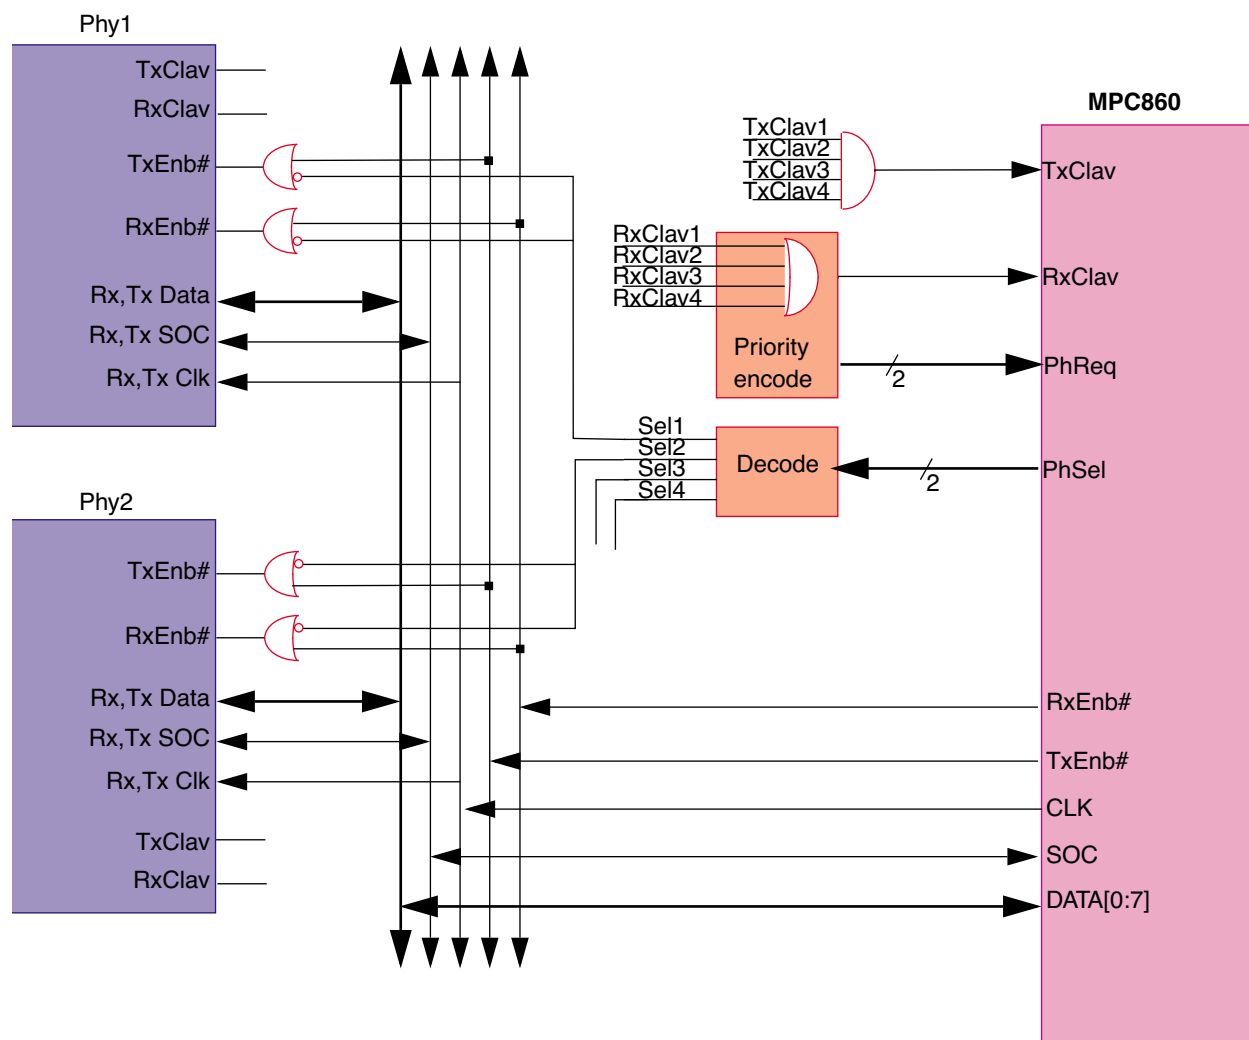 Phy1
TxClav
RxClav
TxEnb#
RxEnb#
Rx,Tx Data
Rx,Tx SOC
Rx,Tx Clk
MPC860
TxClav1
TxClav2
TxClav3
TxClav4
TxClav
RxClav1
RxClav2
RxClav3
RxClav4
RxClav
Priority
encode
2
PhReq
Sel1
Sel2
Sel3
Sel4
Decode
2
PhSel
Phy2
TxEnb#
RxEnb#
Rx,Tx Data
Rx,Tx SOC
Rx,Tx Clk
TxClav
RxClav
RxEnb#
TxEnb#
CLK
SOC
DATA[0:7]